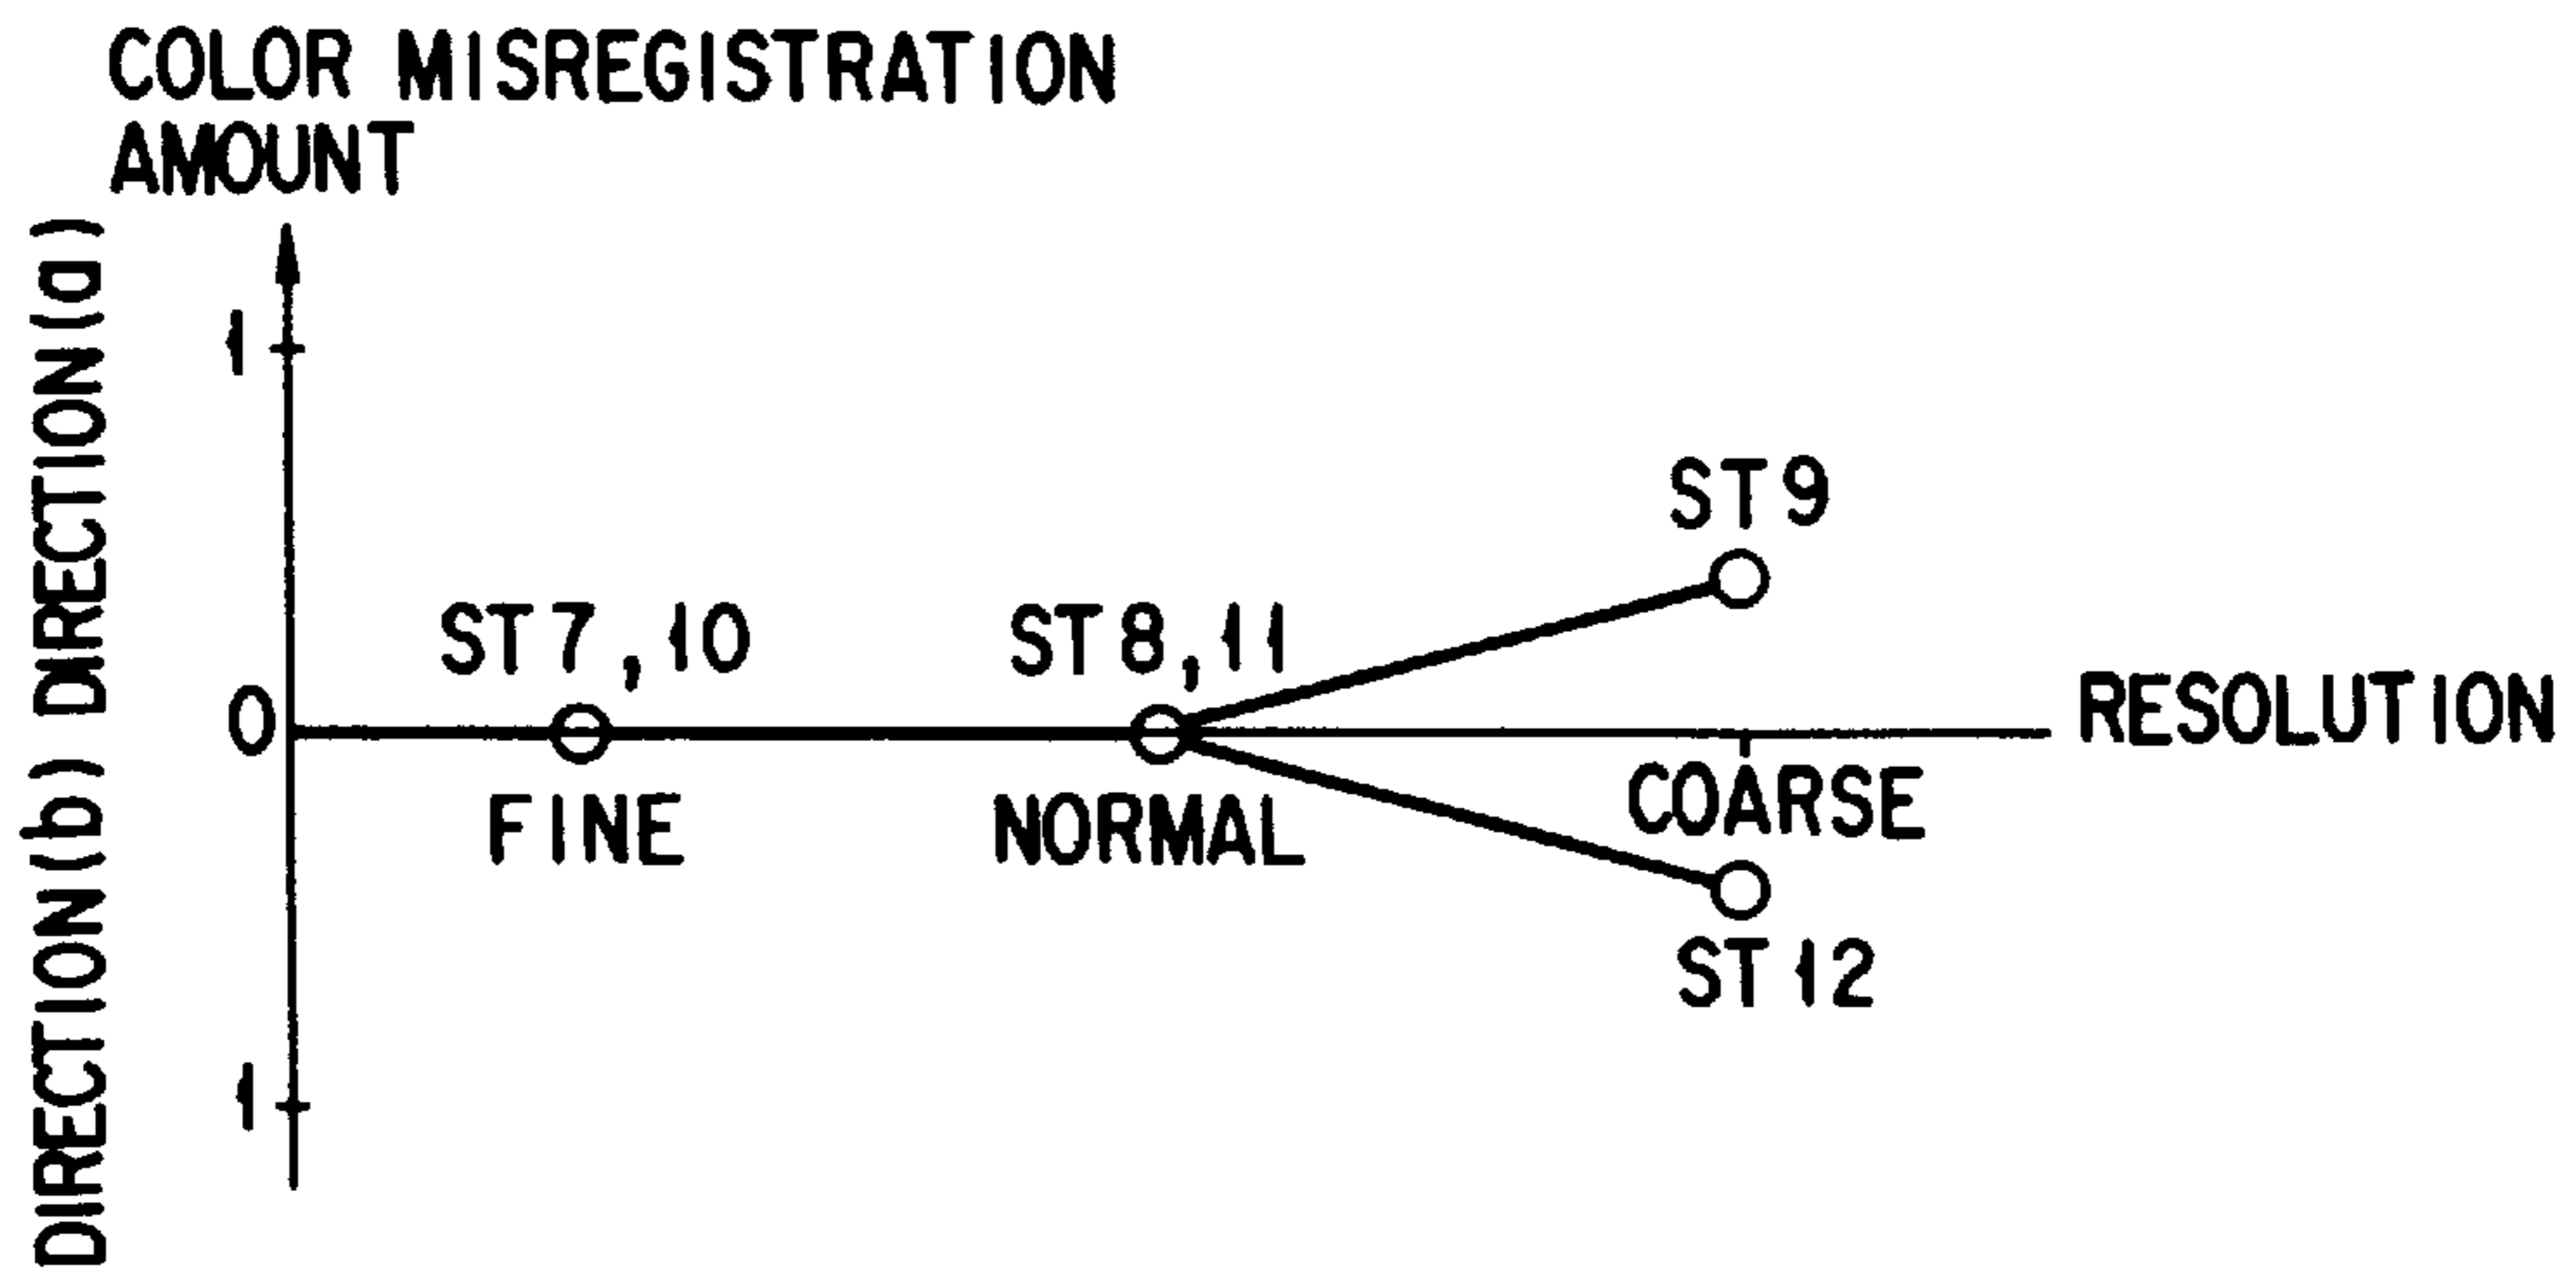 COLOR MISREGISTRATION
AMOUNT
DIRECTION(a)
DIRECTION(b)
1
0
1
ST7,10
ST8,11
ST9
RESOLUTION
FINE
NORMAL
COARSE
ST12